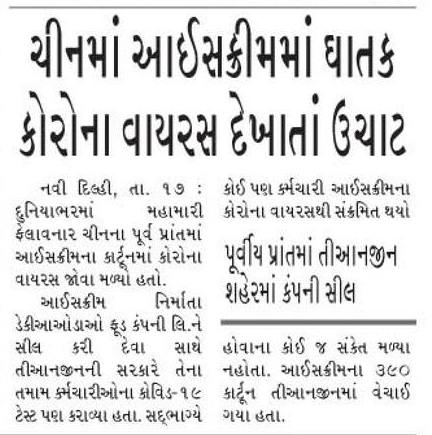 ચીનમાં આઈસક્રીમમાં ઘાતક
કોરોના વાયરસ દેખાતાં ઉચાટ
નવી દિલ્હી, તા. ૧૭ :
દુનિયાભરમાં મહામારી
ફેલાવનાર ચીનના પૂર્વ પ્રાંતમાં
આઈસક્રીમના કાર્ટૂનમાં કોરોના
વાયરસ જોવા મળ્યો હતો.
આઈસક્રીમ નિર્માતા
ડેકીઆઓડાઓ ફૂડ કંપની લિ.ને
સીલ કરી દેવા સાથે
તીઆનજીનની સરકારે તેના
તમામ કર્મચારીઓના કોવિડ-૧૯
ટેસ્ટ પણ કરાવ્યા હતા. સદ્ભાગ્યે
કોઈ પણ કર્મચારી આઈસક્રીમના
કોરોના વાયરસથી સંક્રમિત થયો
પૂર્વીય પ્રાંતમાં તીઆનજીન
શહેરમાં કંપની સીલ
હોવાના કોઈ જ સંકેત મળ્યા
નહોતા. આઈસક્રીમના ૩૯૦
કાર્ટૂન તીઆનજીનમાં વેચાઈ
ગયા હતા.